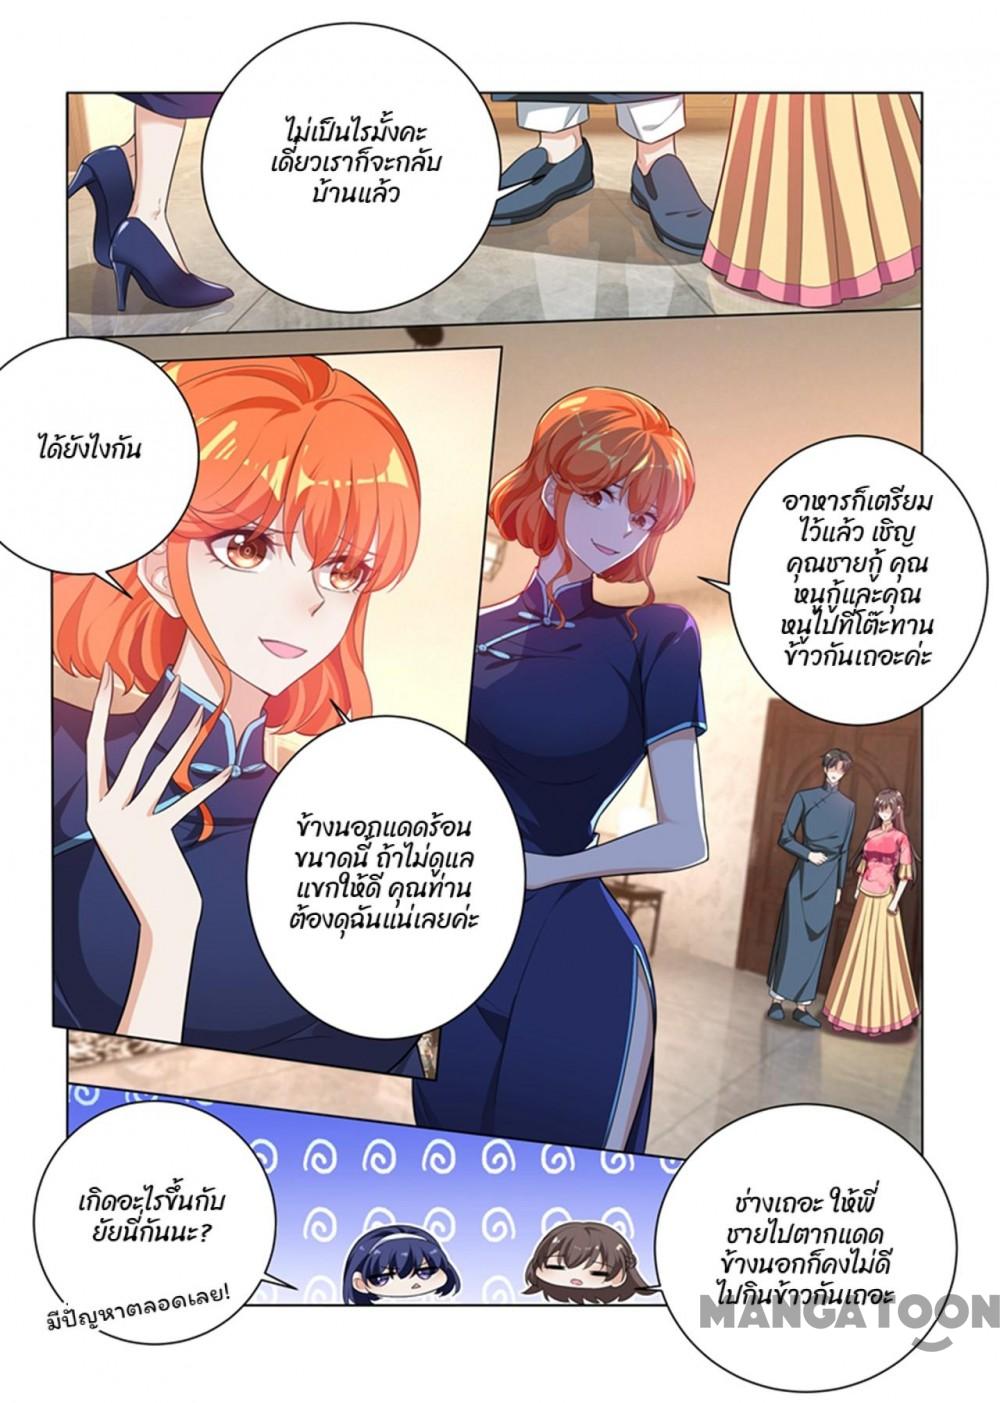 ไม่เป็นไรมั้งคะ
เดี๋ยวเราก็จะกลับ
บ้านแล้ว
ได้ยังไงกัน
อาหารก็เตรียม
ไว้แล้ว เชิญ
คุณชายกู้ คุณ
หนูกู้และคุณ
หนูไปที่โต๊ะทาน
ข้าวกันเถอะค่ะ
ข้างนอกแดดร้อน
ขนาดนี้ ถ้าไม่ดูแล
แขกให้ดี คุณท่าน
ต้องดุฉันแน่เลยค่ะ
เกิดอะไรขึ้นกับ
ยัยนี่กันนะ?
มีปัญหาตลอดเลย!
ช่างเถอะ ให้พี่
ชายไปตากแดด
ข้างนอกก็คงไม่ดี
ไปกินข้าวกันเถอะ
MANGATOON